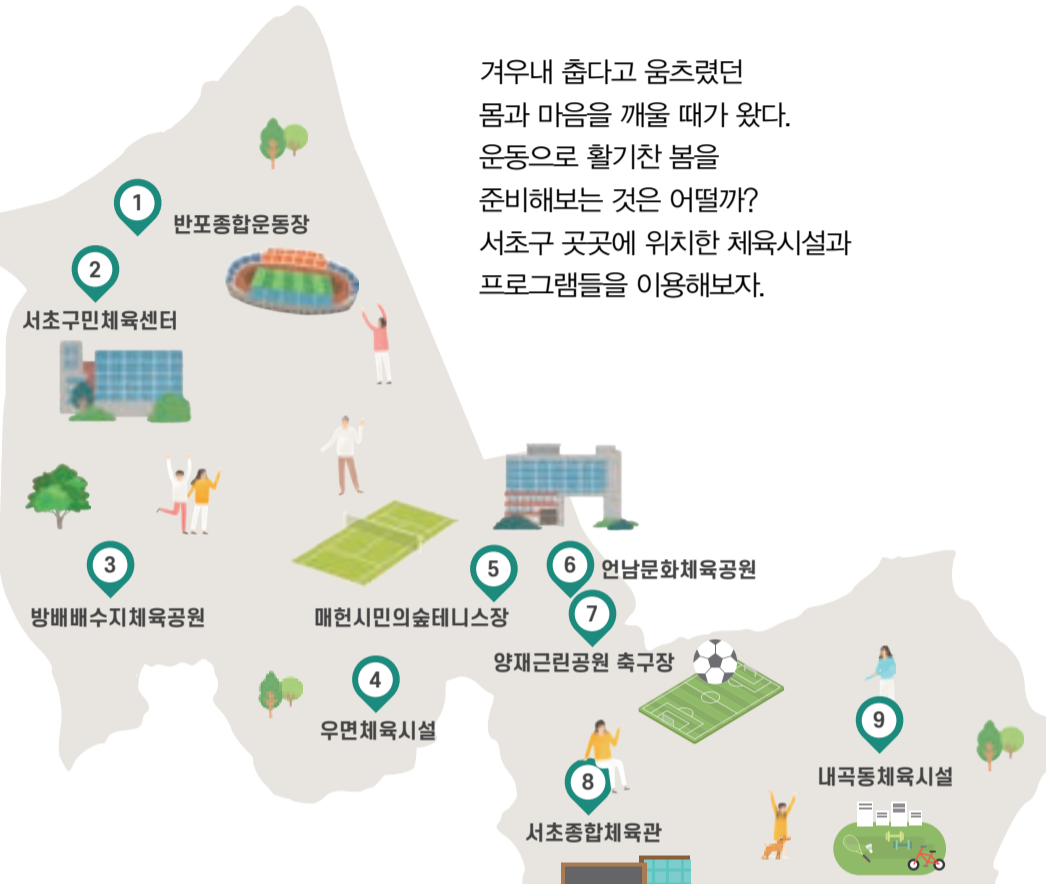 겨우내 춥다고 움츠렸던
몸과 마음을 깨울 때가 왔다.
운동으로 활기찬 봄을
준비해보는 것은 어떨까?
서초구 곳곳에 위치한 체육시설과
프로그램들을 이용해보자.
1
반포종합운동장
2
서초구민체육센터
3
방배배수지체육공원
5
매헌시민의숲테니스장
6
언남문화체육공원
7
양재근린공원 축구장
4
우면체육시설
8
서초종합체육관
9
내곡동체육시설